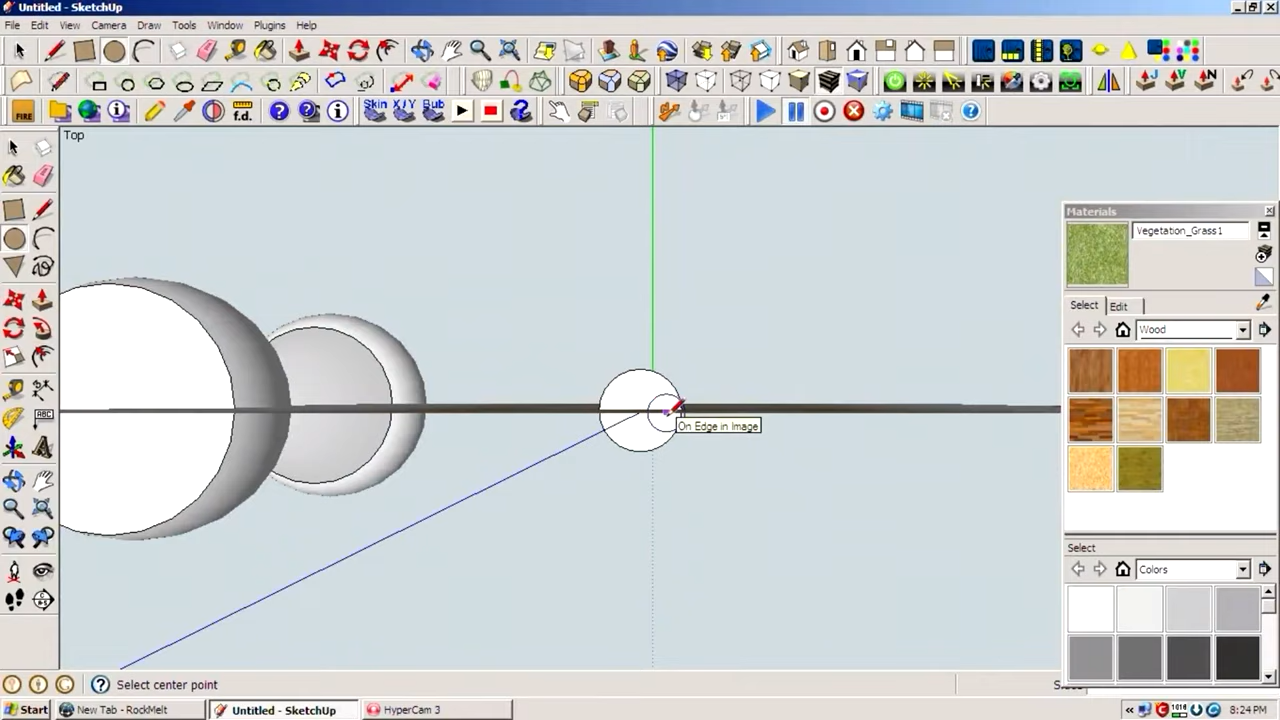 Untitled - SketchUp
File Edit View Camera Draw Tools Window Plugins Help
J V N
FIRE f.d. Skin X/Y Bub
Top
Materials
Vegetation_Grass1
Select Edit
Wood
On Edge in Image
ABC
Select
Colors
Select center point
Start New Tab - RockMelt Untitled - SketchUp HyperCam 3 8:24 PM